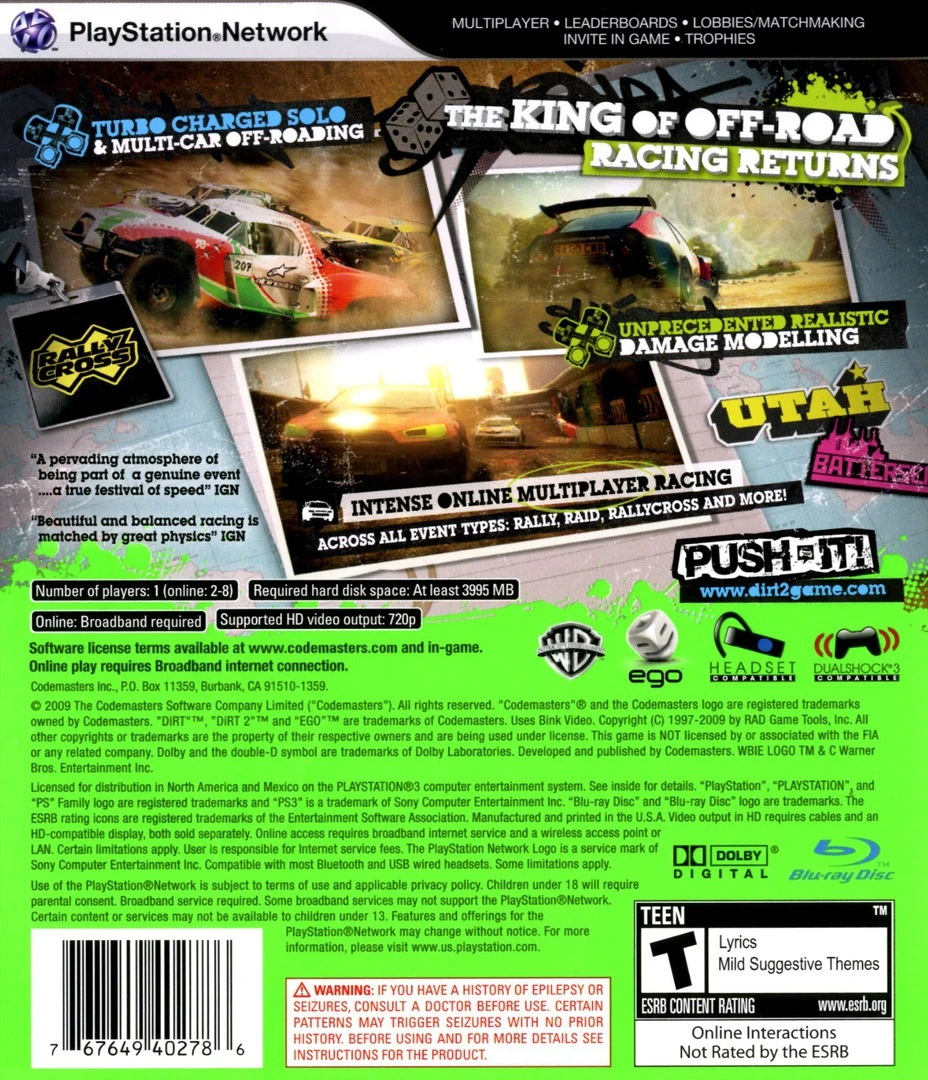 PlayStation®Network
MULTIPLAYER • LEADERBOARDS • LOBBIES/MATCHMAKING
INVITE IN GAME • TROPHIES
TURBO CHARGED SOLO
& MULTI-CAR OFF-ROADING
THE KING OF OFF-ROAD
RACING RETURNS
207
UNPRECEDENTED REALISTIC
DAMAGE MODELLING
RALLY
CROSS
UTAH
BATTERSE
"A pervading atmosphere of
being part of a genuine event
....a true festival of speed" IGN
"Beautiful and balanced racing is
matched by great physics" IGN
INTENSE ONLINE MULTIPLAYER RACING
ACROSS ALL EVENT TYPES: RALLY, RAID, RALLYCROSS AND MORE!
PUSH IT!
www.dirt2game.com
Number of players: 1 (online: 2-8)
Required hard disk space: At least 3995 MB
Online: Broadband required
Supported HD video output: 720p
Software license terms available at www.codemasters.com and in-game.
Online play requires Broadband internet connection.
WB
ego
HEADSET
COMPATIBLE
DUALSHOCK®3
COMPATIBLE
Codemasters Inc., P.O. Box 11359, Burbank, CA 91510-1359.
© 2009 The Codemasters Software Company Limited ("Codemasters"). All rights reserved. "Codemasters"® and the Codemasters logo are registered trademarks
owned by Codemasters. "DiRT"™, "DiRT 2"™ and "EGO"™ are trademarks of Codemasters. Uses Bink Video. Copyright (C) 1997-2009 by RAD Game Tools, Inc. All
other copyrights or trademarks are the property of their respective owners and are being used under license. This game is NOT licensed by or associated with the FIA
or any related company. Dolby and the double-D symbol are trademarks of Dolby Laboratories. Developed and published by Codemasters. WBIE LOGO TM & C Warner
Bros. Entertainment Inc.
Licensed for distribution in North America and Mexico on the PLAYSTATION®3 computer entertainment system. See inside for details. "PlayStation", "PLAYSTATION", and
"PS" Family logo are registered trademarks and "PS3" is a trademark of Sony Computer Entertainment Inc. "Blu-ray Disc" and "Blu-ray Disc" logo are trademarks. The
ESRB rating icons are registered trademarks of the Entertainment Software Association. Manufactured and printed in the U.S.A. Video output in HD requires cables and an
HD-compatible display, both sold separately. Online access requires broadband internet service and a wireless access point or
LAN. Certain limitations apply. User is responsible for Internet service fees. The PlayStation Network Logo is a service mark of
Sony Computer Entertainment Inc. Compatible with most Bluetooth and USB wired headsets. Some limitations apply.
DOLBY®
DIGITAL
Blu-ray Disc™
Use of the PlayStation®Network is subject to terms of use and applicable privacy policy. Children under 18 will require
parental consent. Broadband service required. Some broadband services may not support the PlayStation®Network.
Certain content or services may not be available to children under 13. Features and offerings for the
PlayStation®Network may change without notice. For more
information, please visit www.us.playstation.com.
7 67649 40278 6
WARNING: IF YOU HAVE A HISTORY OF EPILEPSY OR
SEIZURES, CONSULT A DOCTOR BEFORE USE. CERTAIN
PATTERNS MAY TRIGGER SEIZURES WITH NO PRIOR
HISTORY. BEFORE USING AND FOR MORE DETAILS SEE
INSTRUCTIONS FOR THE PRODUCT.
TEEN ™
T
Lyrics
Mild Suggestive Themes
ESRB CONTENT RATING www.esrb.org
Online Interactions
Not Rated by the ESRB